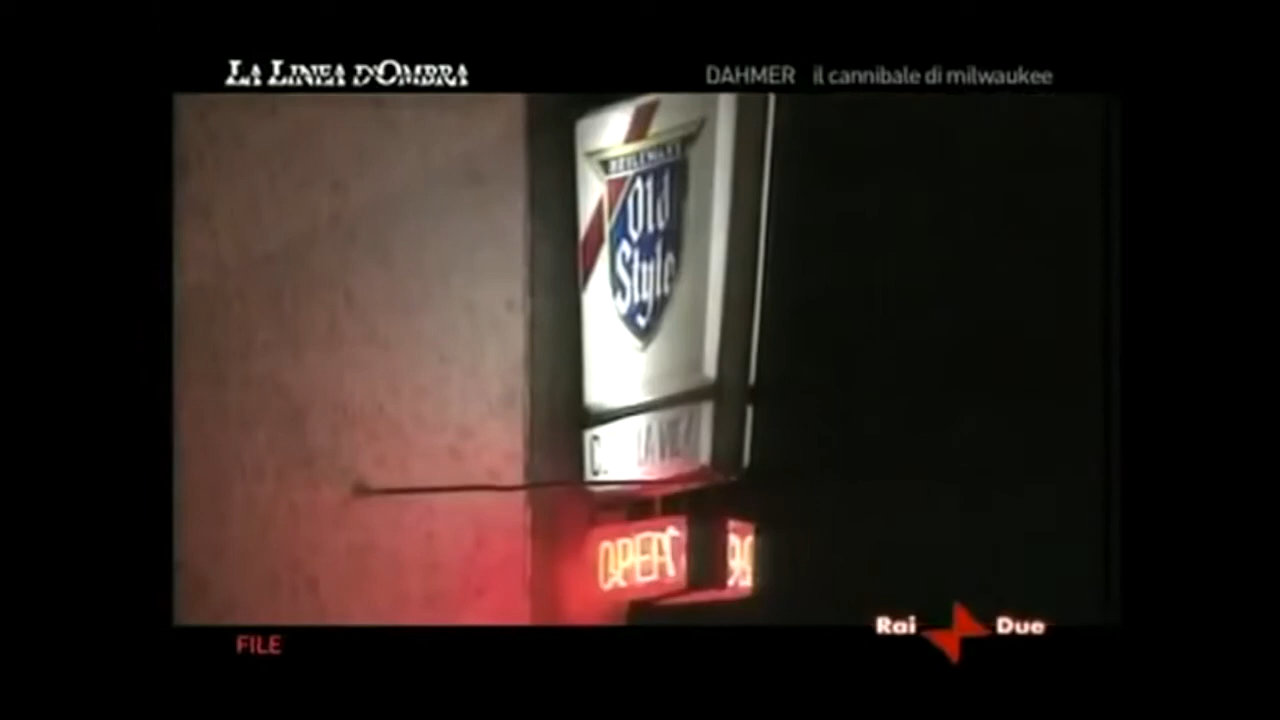 LA LINEA D'OMBRA
DAHMER il cannibale di milwaukee
Old
Style
OPEN
FILE
Rai Due